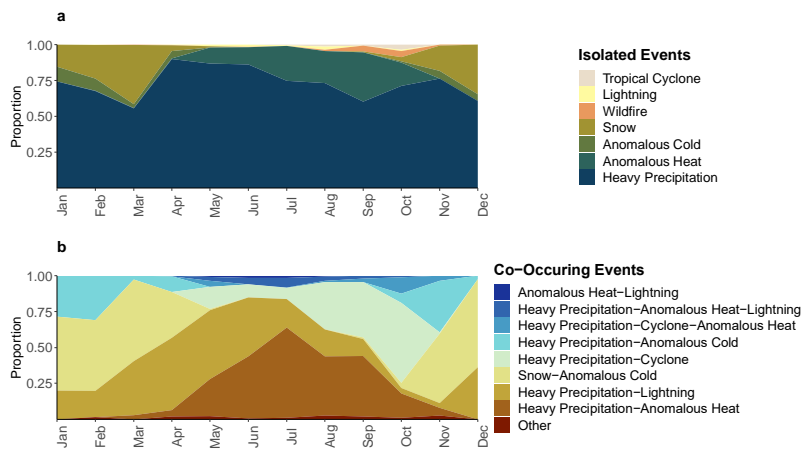 a
1.00
0.75
0.50
0.25
Proportion
Jan
Feb
Mar
Apr
May
Jun
Jul
Aug
Sep
Oct
Nov
Dec
Isolated Events
Tropical Cyclone
Lightning
Wildfire
Snow
Anomalous Cold
Anomalous Heat
Heavy Precipitation
b
1.00
0.75
0.50
0.25
Proportion
Jan
Feb
Mar
Apr
May
Jun
Jul
Aug
Sep
Oct
Nov
Dec
Co−Occuring Events
Anomalous Heat−Lightning
Heavy Precipitation−Anomalous Heat−Lightning
Heavy Precipitation−Cyclone−Anomalous Heat
Heavy Precipitation−Anomalous Cold
Heavy Precipitation−Cyclone
Snow−Anomalous Cold
Heavy Precipitation−Lightning
Heavy Precipitation−Anomalous Heat
Other